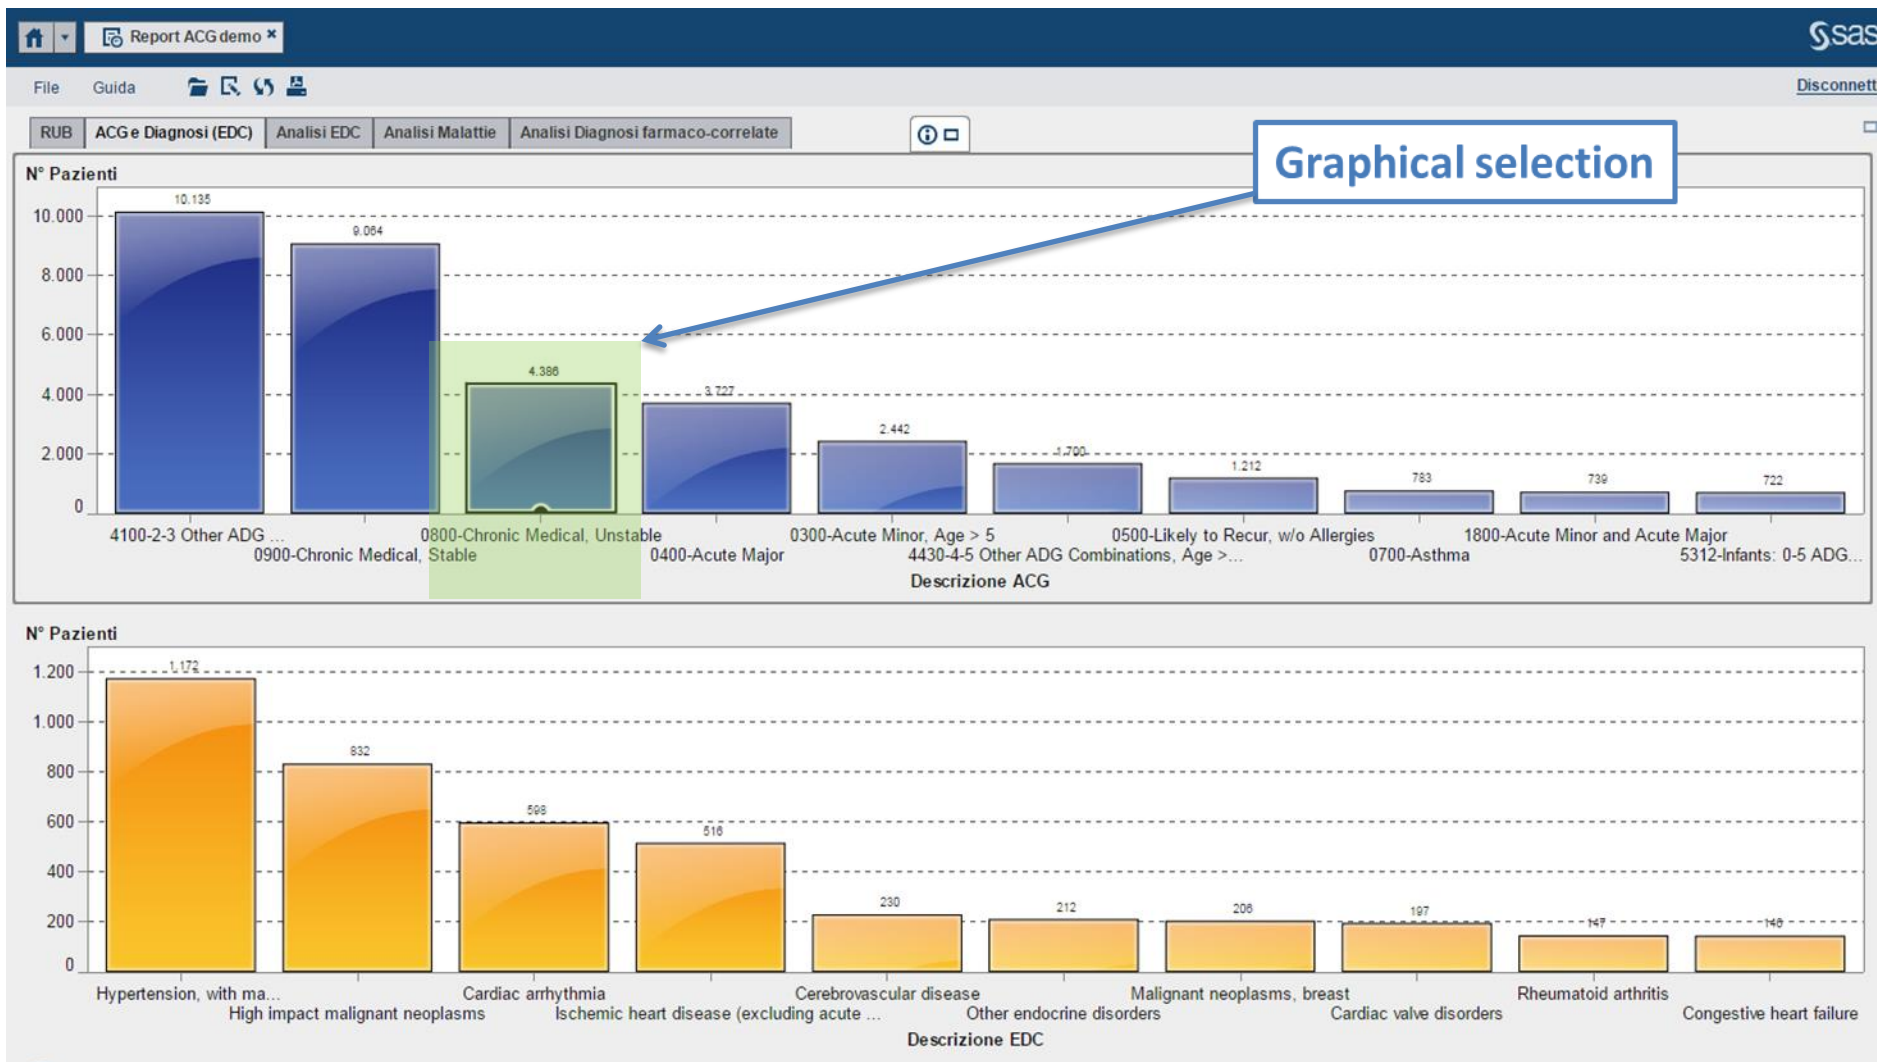 Report ACG demo ×
sas
File Guida
Disconnett
RUB ACG e Diagnosi (EDC) Analisi EDC Analisi Malattie Analisi Diagnosi farmaco-correlate
Graphical selection
N° Pazienti
10.000
8.000
6.000
4.000
2.000
0
10.135
9.064
4.386
3.727
2.442
1.700
1.212
783
739
722
4100-2-3 Other ADG ...
0900-Chronic Medical, Stable
0800-Chronic Medical, Unstable
0400-Acute Major
0300-Acute Minor, Age > 5
4430-4-5 Other ADG Combinations, Age >...
0500-Likely to Recur, w/o Allergies
0700-Asthma
1800-Acute Minor and Acute Major
5312-Infants: 0-5 ADG...
Descrizione ACG
N° Pazienti
1.200
1.000
800
600
400
200
0
1.172
832
598
516
230
212
206
197
147
146
Hypertension, with ma...
High impact malignant neoplasms
Cardiac arrhythmia
Ischemic heart disease (excluding acute ...
Cerebrovascular disease
Other endocrine disorders
Malignant neoplasms, breast
Cardiac valve disorders
Rheumatoid arthritis
Congestive heart failure
Descrizione EDC